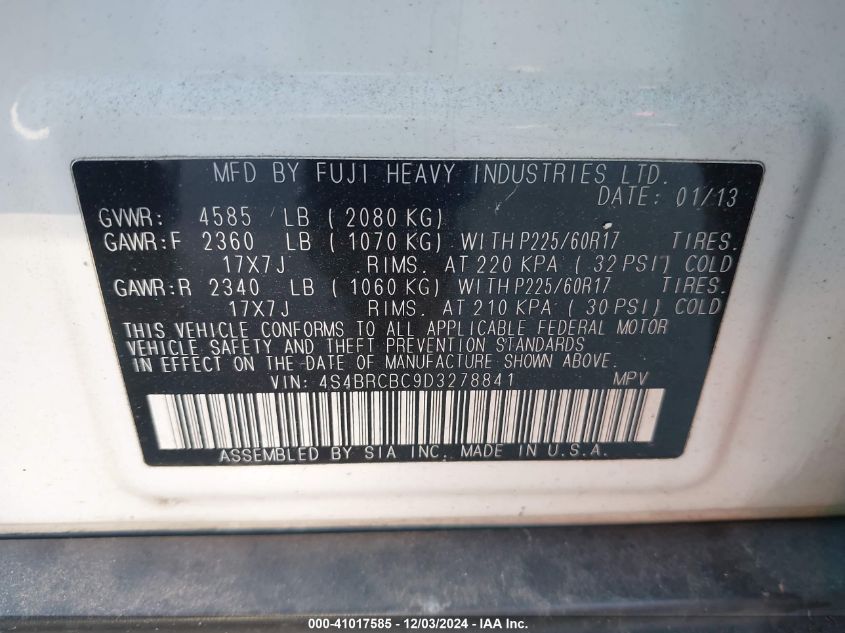 MFD BY FUJI HEAVY INDUSTRIES LTD.
DATE: 01/13
GVWR: 4585 LB ( 2080 KG)
GAWR:F 2360 LB ( 1070 KG) WITH P225/60R17 TIRES.
17X7J RIMS. AT 220 KPA ( 32 PSI) COLD
GAWR:R 2340 LB ( 1060 KG) WITH P225/60R17 TIRES.
17X7J RIMS. AT 210 KPA ( 30 PSI) COLD
THIS VEHICLE CONFORMS TO ALL APPLICABLE FEDERAL MOTOR
VEHICLE SAFETY AND THEFT PREVENTION STANDARDS
IN EFFECT ON THE DATE OF MANUFACTURE SHOWN ABOVE.
VIN: 4S4BRCBC9D3278841 MPV
ASSEMBLED BY SIA INC. MADE IN U.S.A.
000-41017585 - 12/03/2024 - IAA Inc.